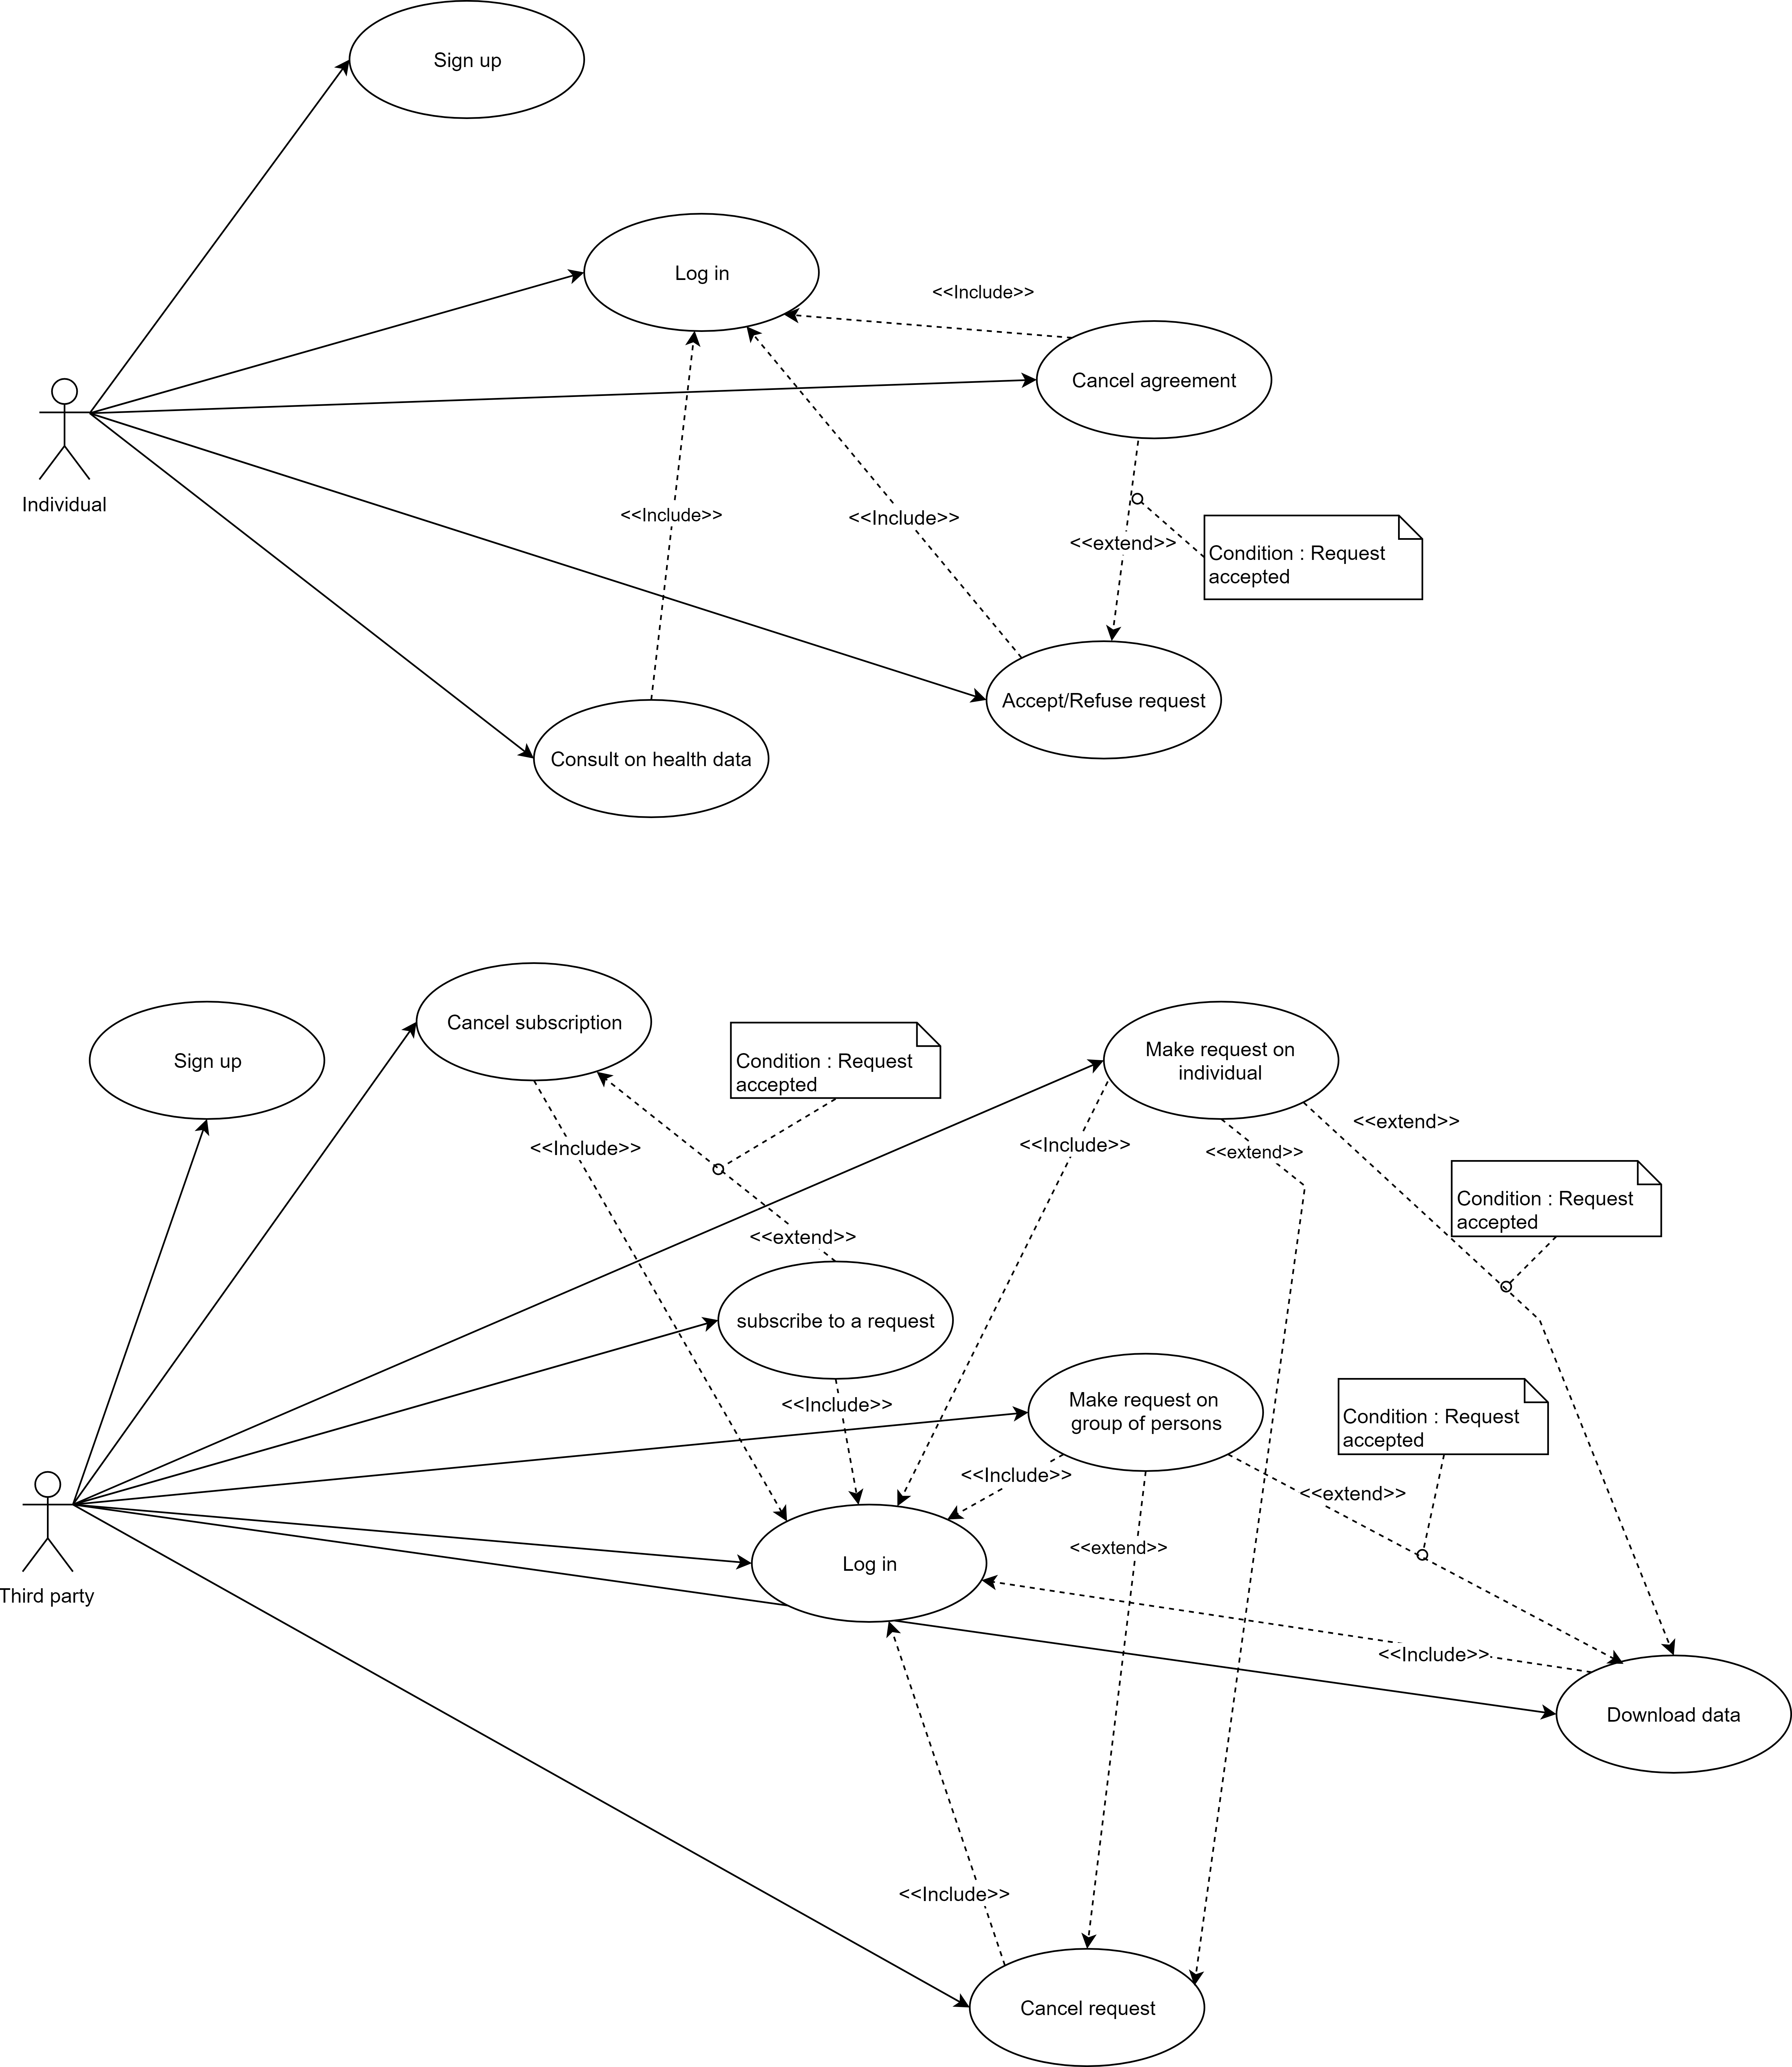 Sign up
Log in
<<Include>>
Cancel agreement
Individual
<<Include>>
<<Include>>
<<extend>>
Condition : Request
accepted
Accept/Refuse request
Consult on health data
Cancel subscription
Sign up
Condition : Request
accepted
Make request on
individual
<<Include>>
<<Include>>
<<extend>>
<<extend>>
Condition : Request
accepted
<<extend>>
subscribe to a request
<<Include>>
Make request on
group of persons
Condition : Request
accepted
<<Include>>
<<extend>>
<<extend>>
Log in
Third party
<<Include>>
Download data
<<Include>>
Cancel request